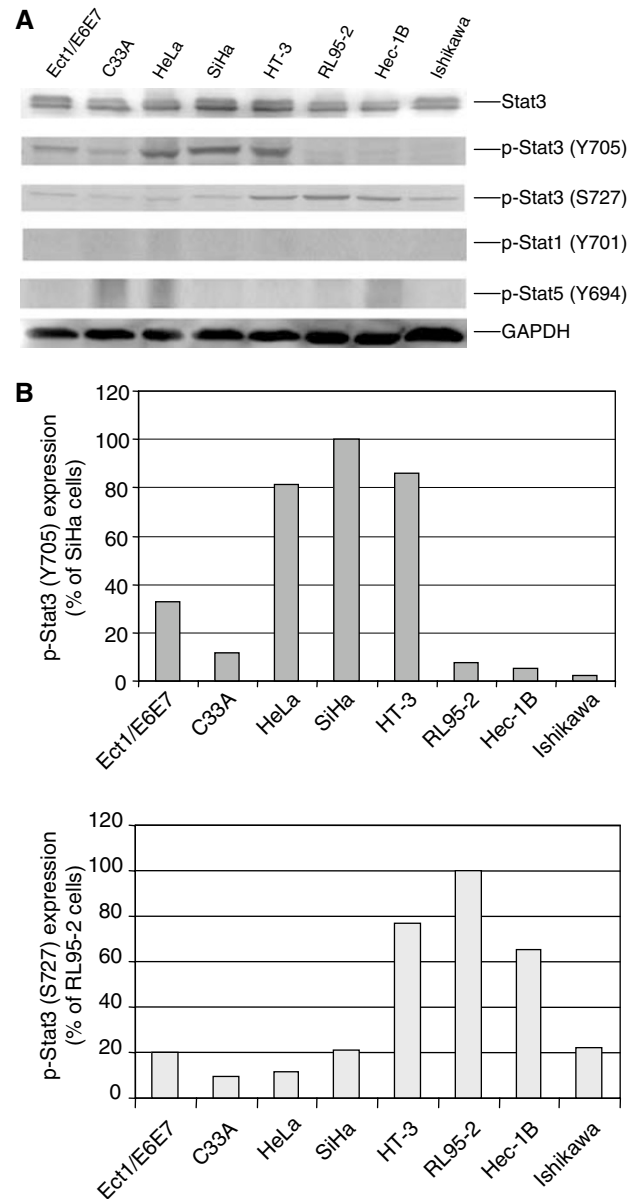 A
Ect1/E6E7 C33A HeLa SiHa HT-3 RL95-2 Hec-1B Ishikawa
Stat3
p-Stat3 (Y705)
p-Stat3 (S727)
p-Stat1 (Y701)
p-Stat5 (Y694)
GAPDH
B
p-Stat3 (Y705) expression
(% of SiHa cells)
120
100
80
60
40
20
0
Ect1/E6E7 C33A HeLa SiHa HT-3 RL95-2 Hec-1B Ishikawa
p-Stat3 (S727) expression
(% of RL95-2 cells)
120
100
80
60
40
20
0
Ect1/E6E7 C33A HeLa SiHa HT-3 RL95-2 Hec-1B Ishikawa